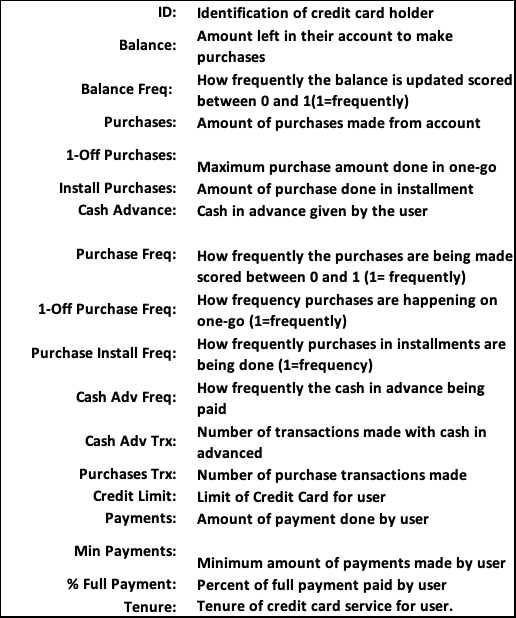 ID: Identification of credit card holder
Balance: Amount left in their account to make
purchases
Balance Freq: How frequently the balance is updated scored
between 0 and 1(1=frequently)
Purchases: Amount of purchases made from account
1-Off Purchases: Maximum purchase amount done in one-go
Install Purchases: Amount of purchase done in installment
Cash Advance: Cash in advance given by the user
Purchase Freq: How frequently the purchases are being made
scored between 0 and 1 (1= frequently)
1-Off Purchase Freq: How frequency purchases are happening on
one-go (1=frequently)
Purchase Install Freq: How frequently purchases in installments are
being done (1=frequency)
Cash Adv Freq: How frequently the cash in advance being
paid
Cash Adv Trx: Number of transactions made with cash in
advanced
Purchases Trx: Number of purchase transactions made
Credit Limit: Limit of Credit Card for user
Payments: Amount of payment done by user
Min Payments: Minimum amount of payments made by user
% Full Payment: Percent of full payment paid by user
Tenure: Tenure of credit card service for user.